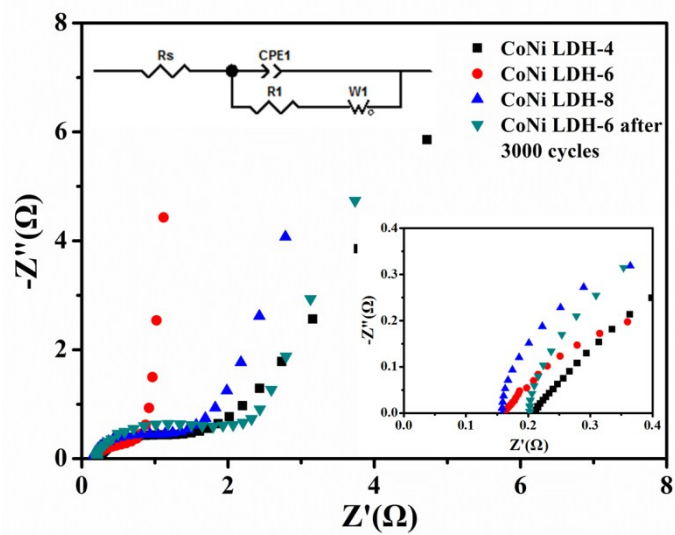 8
6
4
2
0
-Z''(Ω)
0
2
4
6
8
Z'(Ω)
Rs
CPE1
R1
W1
CoNi LDH-4
CoNi LDH-6
CoNi LDH-8
CoNi LDH-6 after
3000 cycles
0.4
0.3
0.2
0.1
0.0
-Z''(Ω)
0.0
0.1
0.2
0.3
0.4
Z'(Ω)